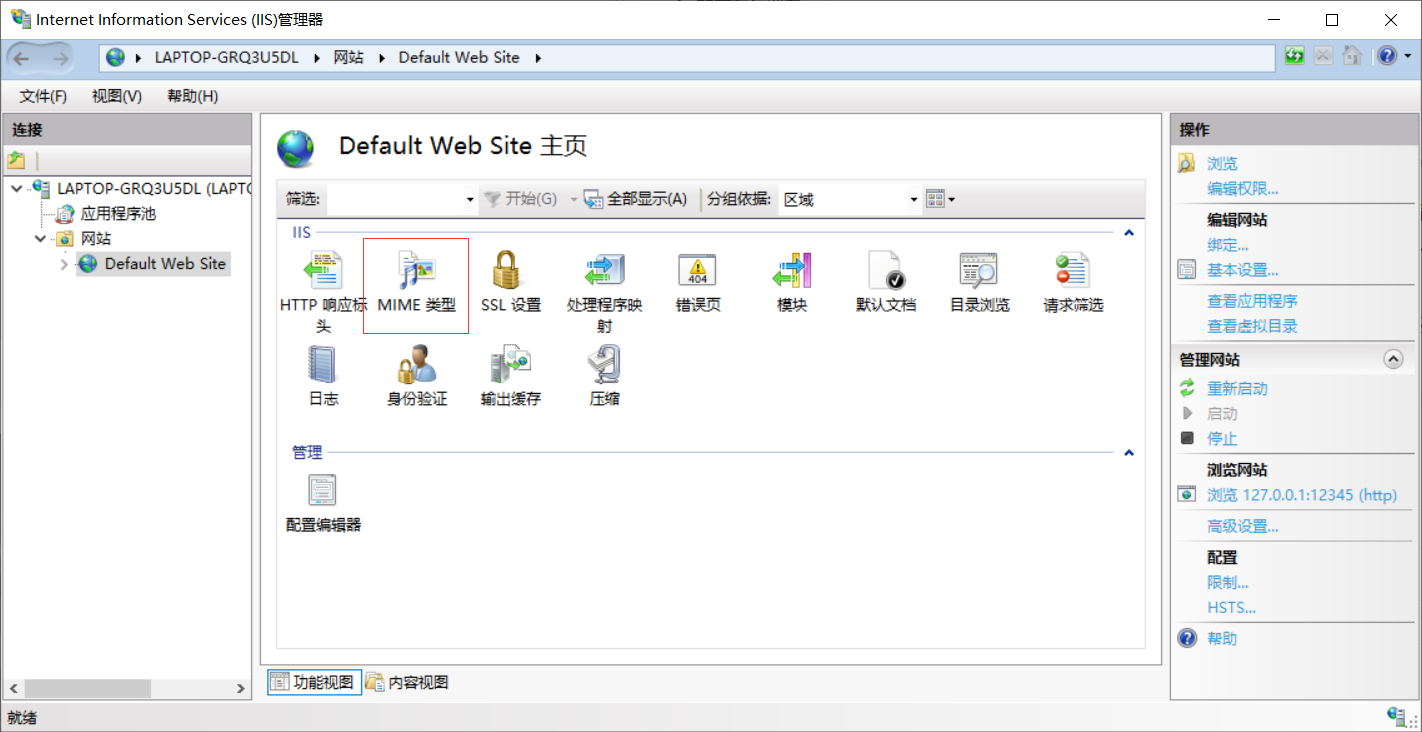 Internet Information Services (IIS)管理器
LAPTOP-GRQ3U5DL 网站 Default Web Site
文件(F) 视图(V) 帮助(H)
连接
LAPTOP-GRQ3U5DL (LAPTO
应用程序池
网站
Default Web Site
Default Web Site 主页
筛选: 开始(G) 全部显示(A) 分组依据: 区域
IIS
HTTP 响应标头
MIME 类型
SSL 设置
处理程序映射
404
错误页
模块
默认文档
目录浏览
请求筛选
日志
身份验证
输出缓存
压缩
管理
配置编辑器
功能视图 内容视图
操作
浏览
编辑权限...
编辑网站
绑定...
基本设置...
查看应用程序
查看虚拟目录
管理网站
重新启动
启动
停止
浏览网站
浏览 127.0.0.1:12345 (http)
高级设置...
配置
限制...
HSTS...
帮助
就绪